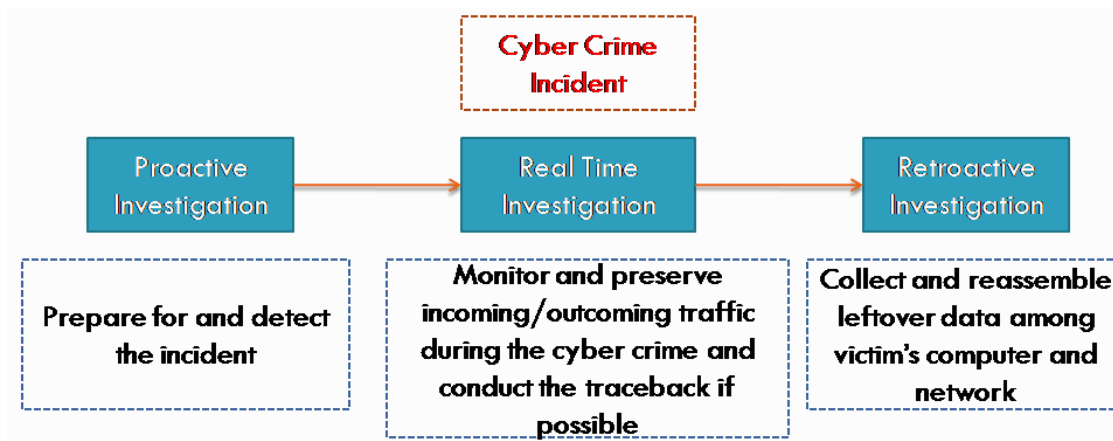 Cyber Crime
Incident
Proactive
Investigation
Real Time
Investigation
Retroactive
Investigation
Prepare for and detect
the incident
Monitor and preserve
incoming/outcoming traffic
during the cyber crime and
conduct the traceback if
possible
Collect and reassemble
leftover data among
victim's computer and
network